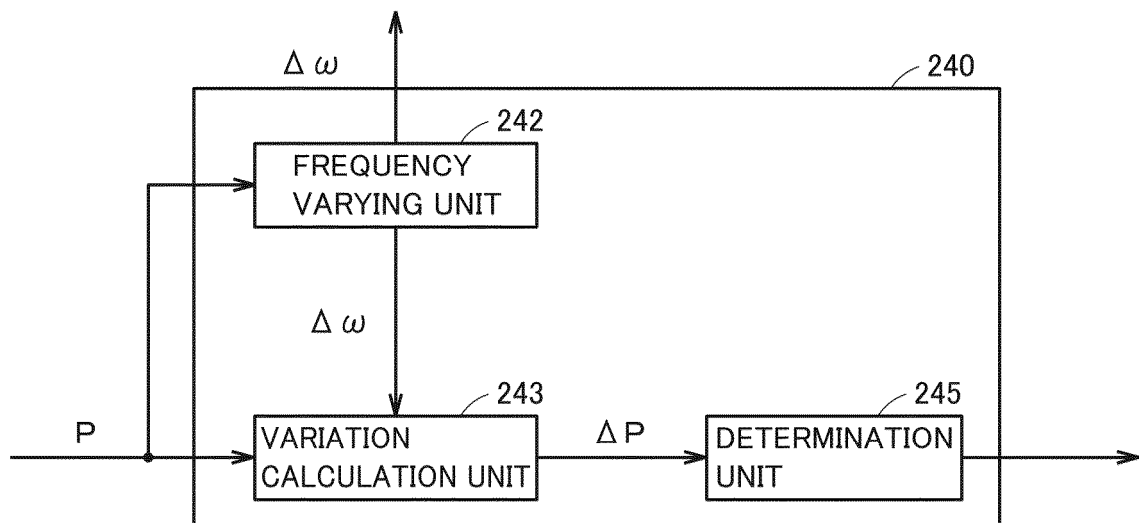 Δω
240
242
FREQUENCY
VARYING UNIT
Δω
243
245
P
VARIATION
CALCULATION UNIT
ΔP
DETERMINATION
UNIT